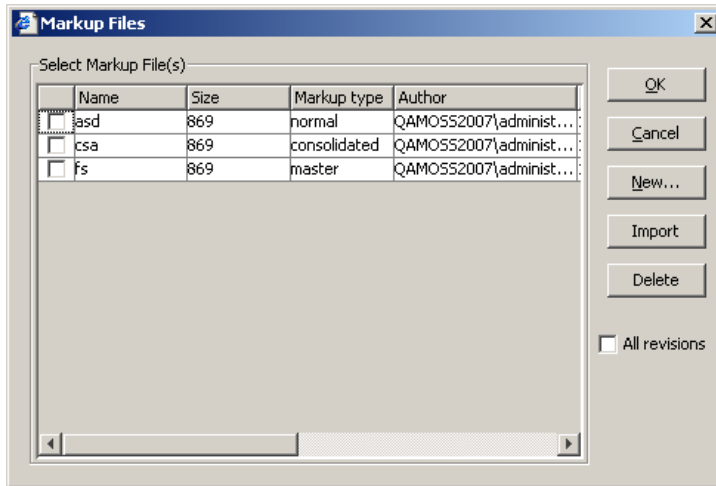 Markup Files
Select Markup File(s)
Name Size Markup type Author
asd 869 normal QAMOSS2007\administ...
csa 869 consolidated QAMOSS2007\administ...
fs 869 master QAMOSS2007\administ...
OK
Cancel
New...
Import
Delete
All revisions